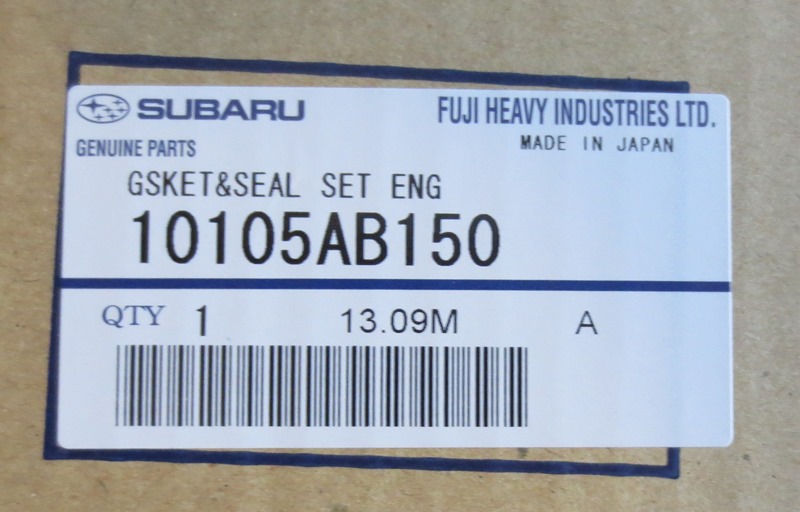 SUBARU FUJI HEAVY INDUSTRIES LTD.
GENUINE PARTS MADE IN JAPAN
GSKET&SEAL SET ENG
10105AB150
QTY 1 13.09M A